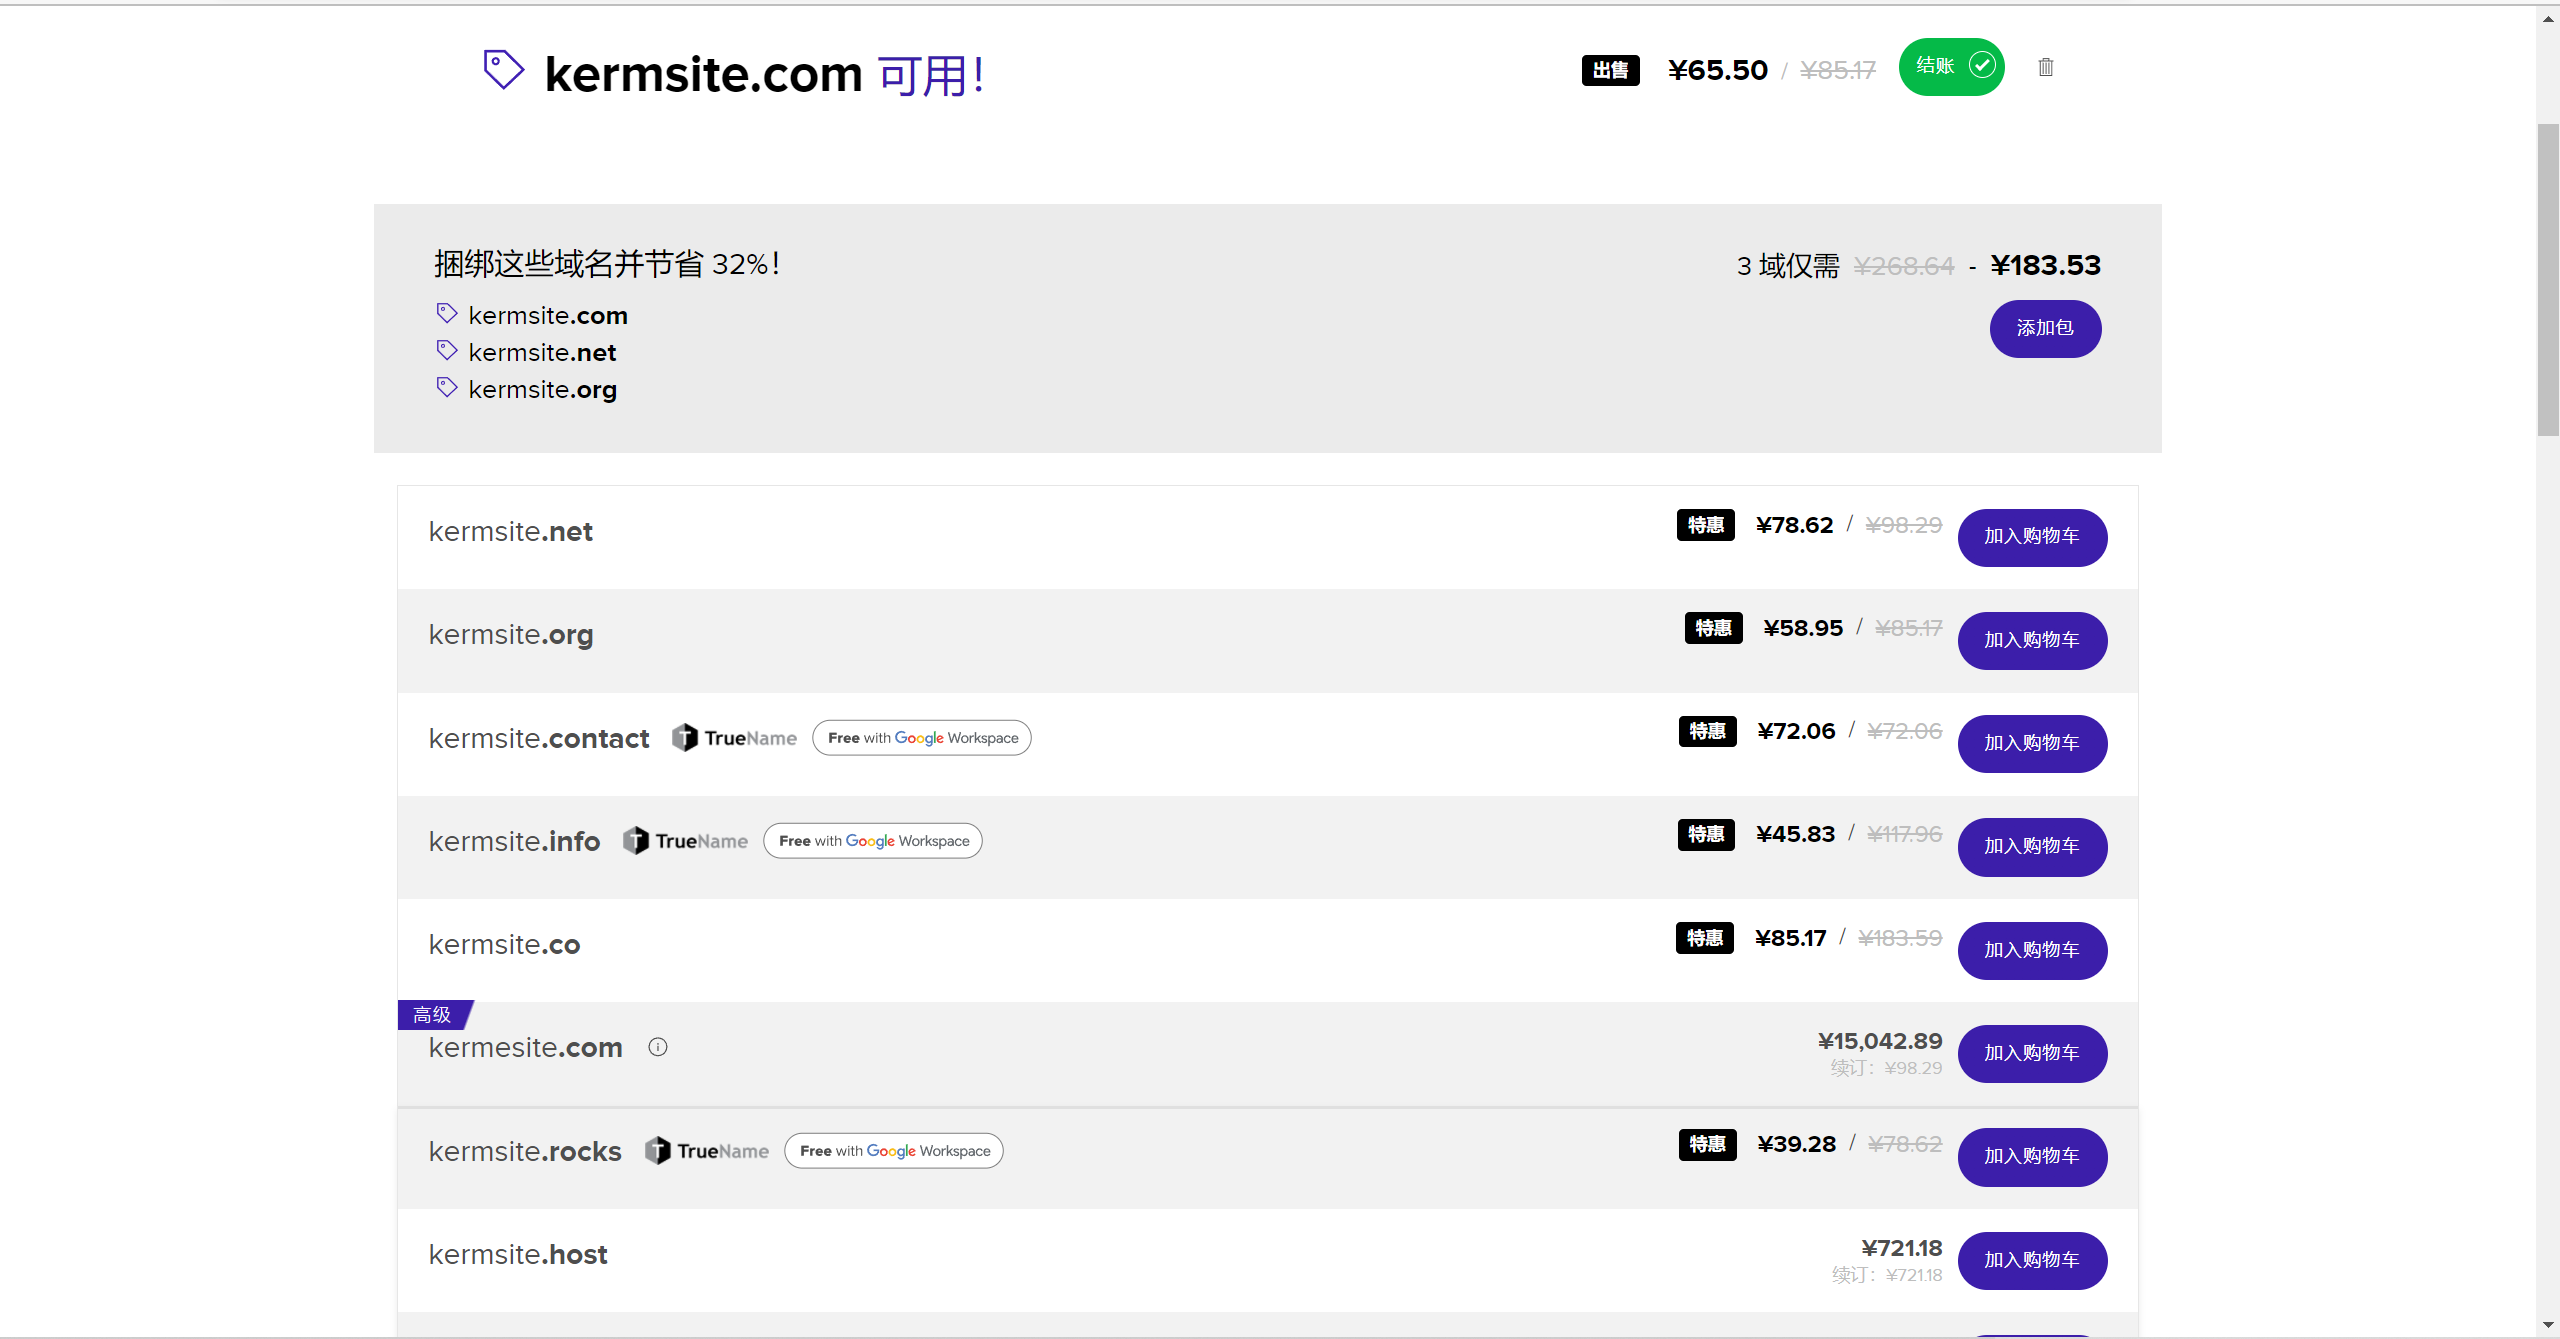 kermsite.com 可用! 出售 ¥65.50 / ¥85.17 结账
捆绑这些域名并节省 32%! 3 域仅需 ¥268.64 - ¥183.53
kermsite.com 添加包
kermsite.net
kermsite.org
kermsite.net 特惠 ¥78.62 / ¥98.29 加入购物车
kermsite.org 特惠 ¥58.95 / ¥85.17 加入购物车
kermsite.contact TrueName Free with Google Workspace 特惠 ¥72.06 / ¥72.06 加入购物车
kermsite.info TrueName Free with Google Workspace 特惠 ¥45.83 / ¥117.96 加入购物车
kermsite.co 特惠 ¥85.17 / ¥183.59 加入购物车
高级
kermesite.com ¥15,042.89 加入购物车
续订: ¥98.29
kermsite.rocks TrueName Free with Google Workspace 特惠 ¥39.28 / ¥78.62 加入购物车
kermsite.host ¥721.18 加入购物车
续订: ¥721.18